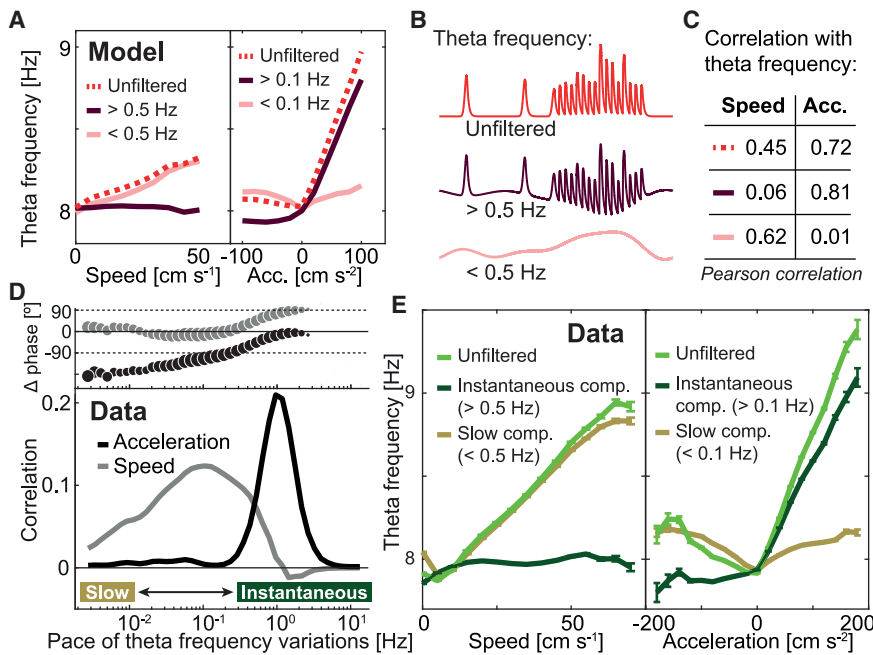 A
Model
Unfiltered
> 0.5 Hz
< 0.5 Hz
> 0.1 Hz
< 0.1 Hz
Theta frequency [Hz]
9
8
0
50
Speed [cm s⁻¹]
-100
0
100
Acc. [cm s⁻²]
B
Theta frequency:
Unfiltered
> 0.5 Hz
< 0.5 Hz
C
Correlation with
theta frequency:
Speed Acc.
0.45 0.72
0.06 0.81
0.62 0.01
Pearson correlation
D
Δ phase [°]
90
0
-90
Data
Acceleration
Speed
Correlation
0.2
0.1
0
Slow
Instantaneous
10⁻² 10⁻¹ 10⁰ 10¹
Pace of theta frequency variations [Hz]
E
Data
Unfiltered
Instantaneous comp.
(> 0.5 Hz)
Slow comp.
(< 0.5 Hz)
Unfiltered
Instantaneous
comp. (> 0.1 Hz)
Slow comp.
(< 0.1 Hz)
Theta frequency [Hz]
9
8
0 50
Speed [cm s⁻¹]
-200 0 200
Acceleration [cm s⁻²]